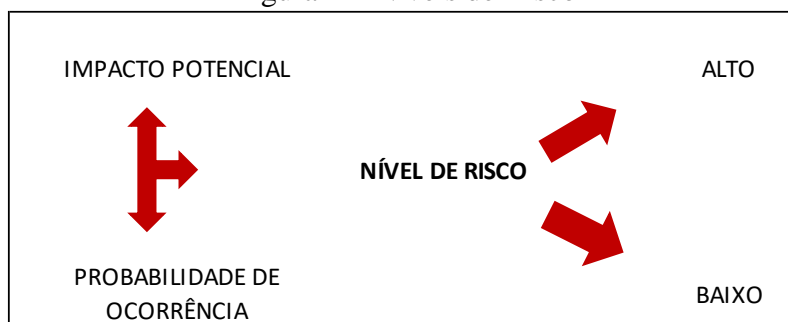 IMPACTO POTENCIAL
ALTO
NÍVEL DE RISCO
PROBABILIDADE DE
OCORRÊNCIA
BAIXO